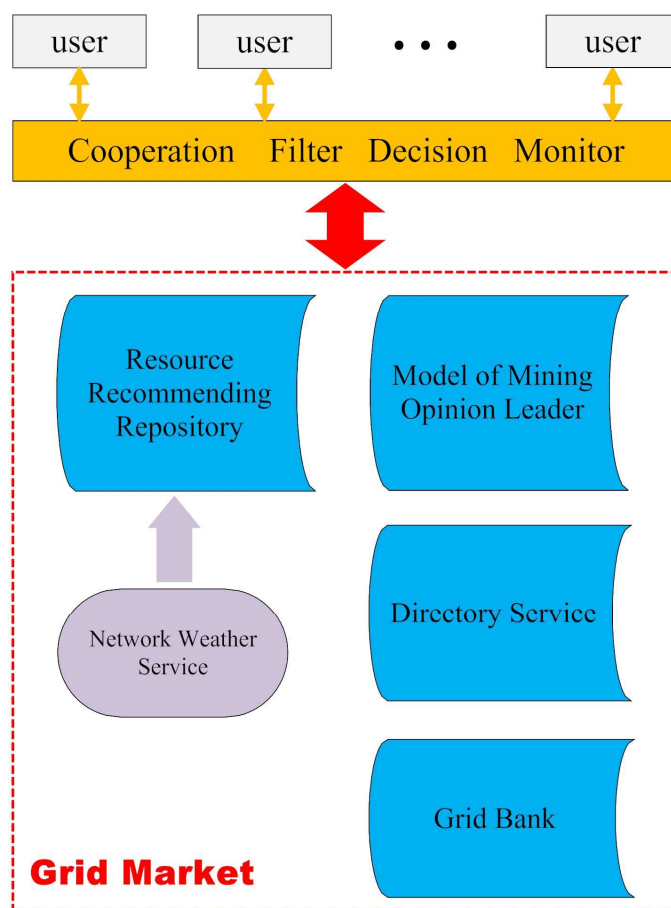 user user • • • user
Cooperation Filter Decision Monitor
Resource
Recommending
Repository
Model of Mining
Opinion Leader
Network Weather
Service
Directory Service
Grid Bank
Grid Market